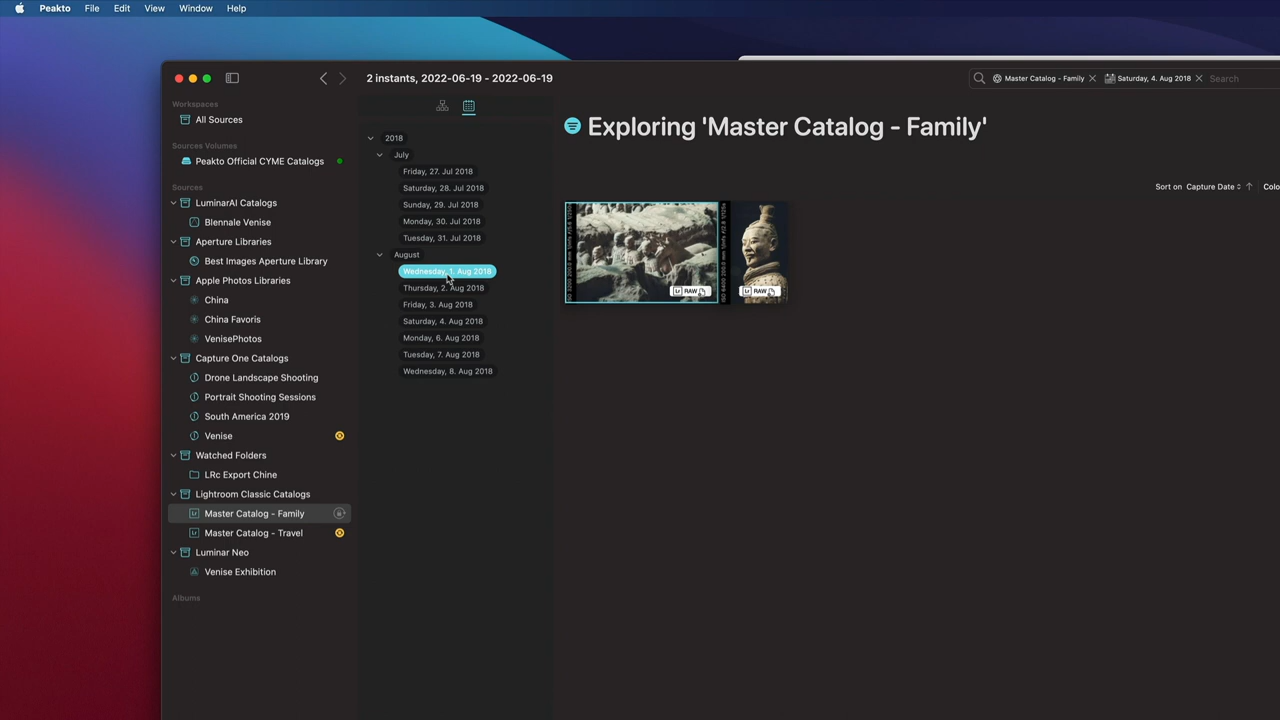 Peakto File Edit View Window Help
2 instants, 2022-06-19 - 2022-06-19
Master Catalog - Family
Saturday, 4. Aug 2018
Search
Workspaces
All Sources
Sources Volumes
Peakto Official CYME Catalogs
Sources
LuminarAI Catalogs
BIennale Venise
Aperture Libraries
Best Images Aperture Library
Apple Photos Libraries
China
China Favoris
VenisePhotos
Capture One Catalogs
Drone Landscape Shooting
Portrait Shooting Sessions
South America 2019
Venise
Watched Folders
LRc Export Chine
Lightroom Classic Catalogs
Master Catalog - Family
Master Catalog - Travel
Luminar Neo
Venise Exhibition
Albums
2018
July
Friday, 27. Jul 2018
Saturday, 28. Jul 2018
Sunday, 29. Jul 2018
Monday, 30. Jul 2018
Tuesday, 31. Jul 2018
August
Wednesday, 1. Aug 2018
Thursday, 2. Aug 2018
Friday, 3. Aug 2018
Saturday, 4. Aug 2018
Monday, 6. Aug 2018
Tuesday, 7. Aug 2018
Wednesday, 8. Aug 2018
Exploring 'Master Catalog - Family'
Sort on Capture Date
Colo
Lr RAW
Lr RAW